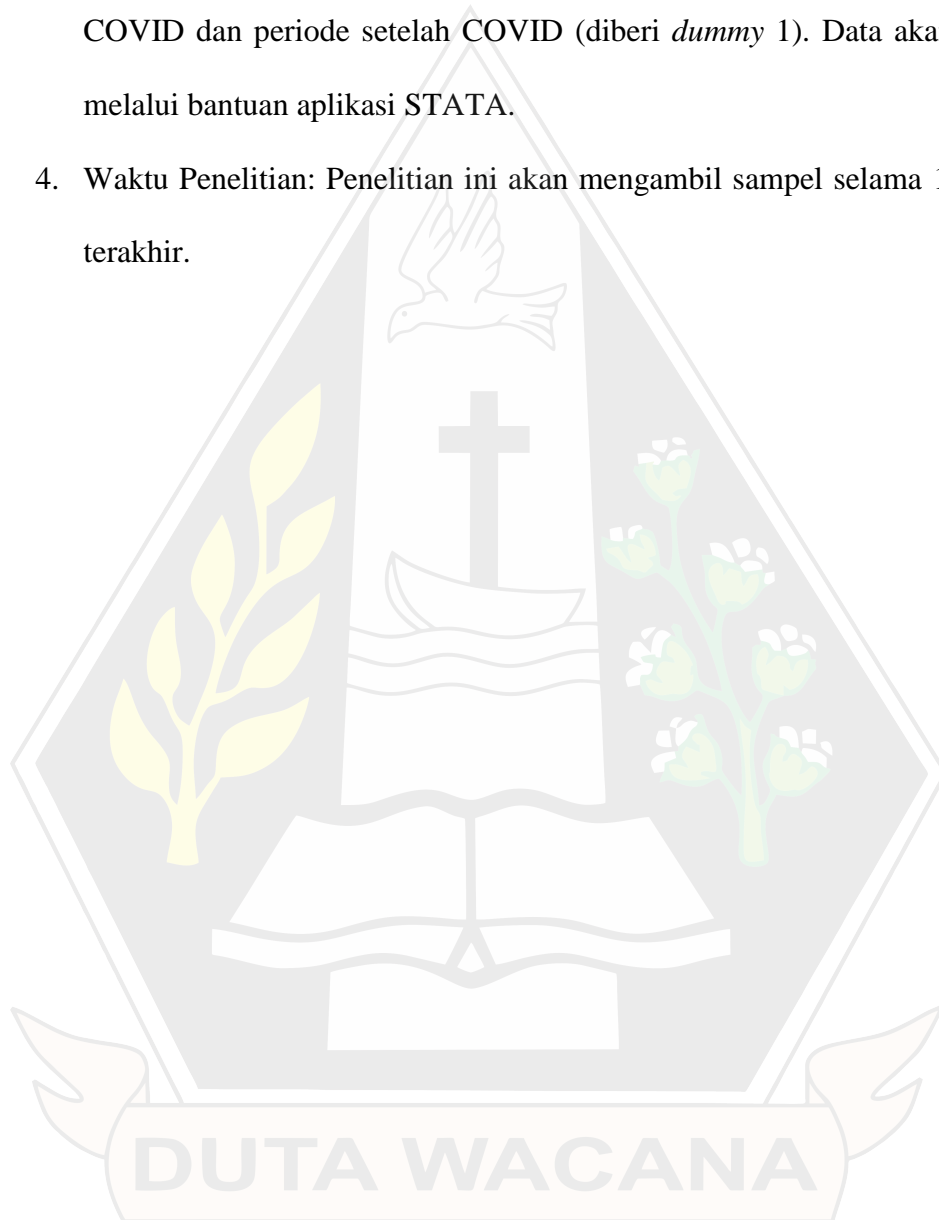 COVID dan periode setelah COVID (diberi dummy 1). Data aka
melalui bantuan aplikasi STATA.
4. Waktu Penelitian: Penelitian ini akan mengambil sampel selama 1
terakhir.
DUTA WACANA